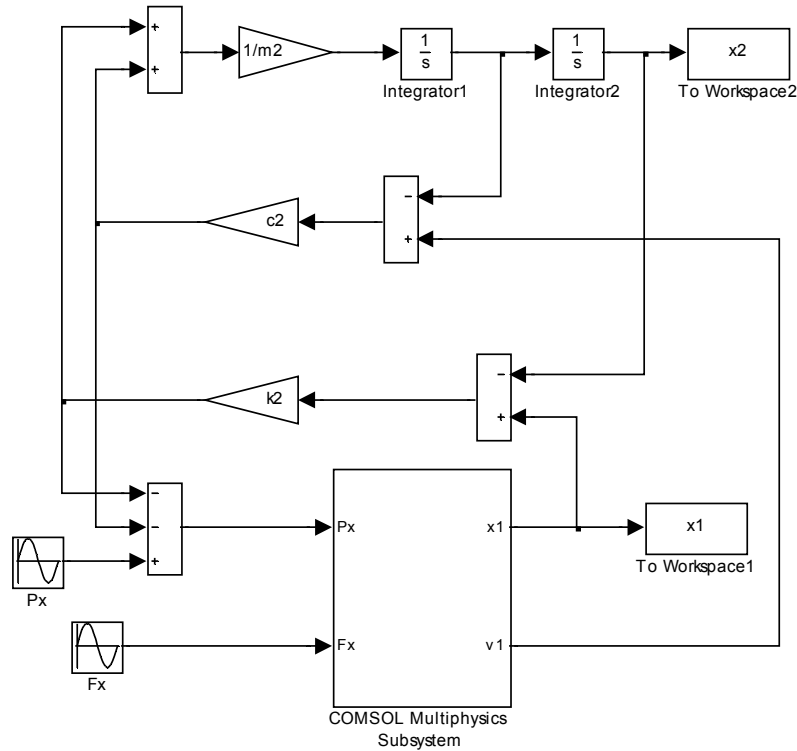 +
+
1/m2
1
s
Integrator1
1
s
Integrator2
x2
To Workspace2
−
+
c2
−
+
k2
−
−
+
Px
Fx
Px
Fx
x1
v1
COMSOL Multiphysics
Subsystem
x1
To Workspace1